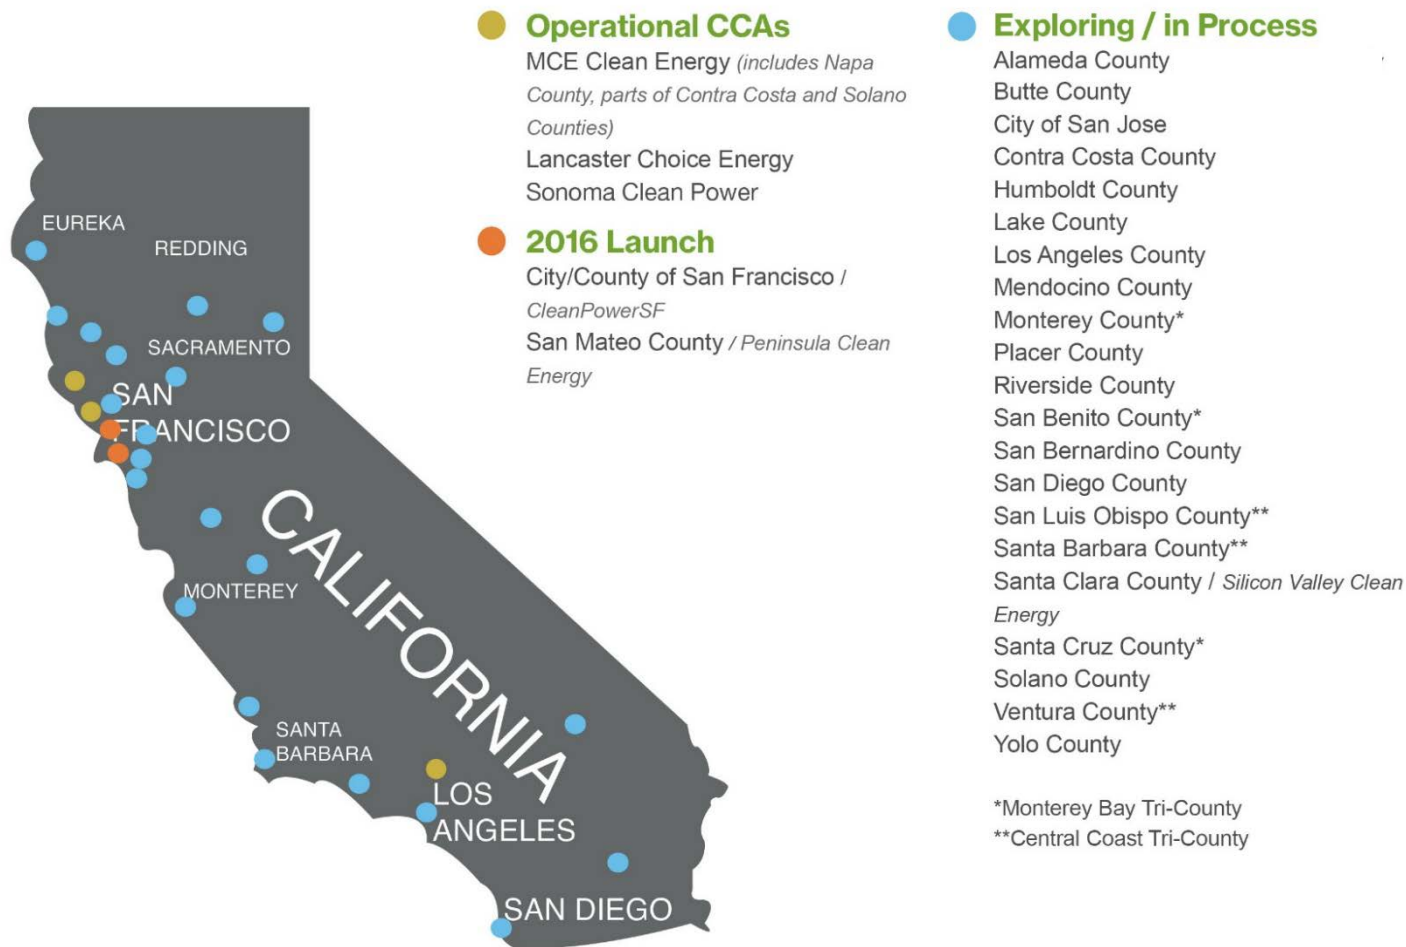 EUREKA
REDDING
SACRAMENTO
SAN
FRANCISCO
CALIFORNIA
MONTEREY
SANTA
BARBARA
LOS
ANGELES
SAN DIEGO
Operational CCAs
MCE Clean Energy (includes Napa
County, parts of Contra Costa and Solano
Counties)
Lancaster Choice Energy
Sonoma Clean Power
2016 Launch
City/County of San Francisco /
CleanPowerSF
San Mateo County / Peninsula Clean
Energy
Exploring / in Process
Alameda County
Butte County
City of San Jose
Contra Costa County
Humboldt County
Lake County
Los Angeles County
Mendocino County
Monterey County*
Placer County
Riverside County
San Benito County*
San Bernardino County
San Diego County
San Luis Obispo County**
Santa Barbara County**
Santa Clara County / Silicon Valley Clean
Energy
Santa Cruz County*
Solano County
Ventura County**
Yolo County
*Monterey Bay Tri-County
**Central Coast Tri-County